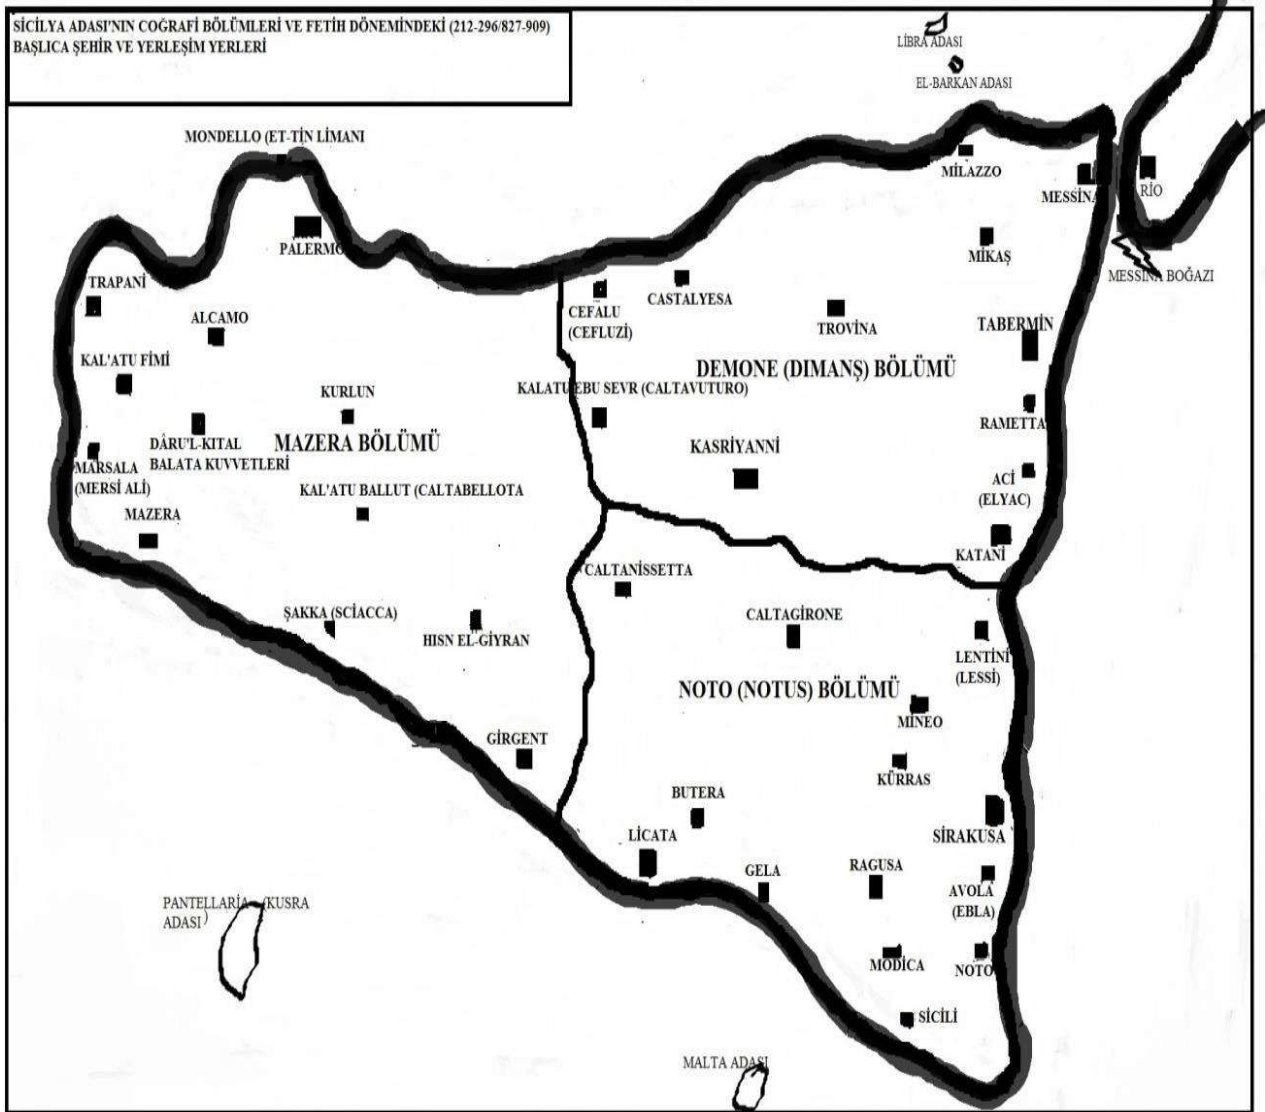 SİCİLYA ADASI'NIN COĞRAFİ BÖLÜMLERİ VE FETİH DÖNEMİNDEKİ (212-296/827-909)
BAŞLICA ŞEHİR VE YERLEŞİM YERLERİ
LİBRA ADASI
EL-BARKAN ADASI
MONDELLO (ET-TİN LİMANI
MİLAZZO
MESSİNA
RİO
PALERMO
MİKAŞ
MESSİNA BOĞAZI
TRAPANİ
ALCAMO
CEFALU
(CEFLUZİ)
CASTALYESA
TROVİNA
TABERMİN
KAL'ATU FİMİ
DEMONE (DIMANŞ) BÖLÜMÜ
KURLUN
KALATU EBU SEVR (CALTAVUTURO)
RAMETTA
DÂRU'L-KITAL
BALATA KUVVETLERİ
MAZERA BÖLÜMÜ
KASRİYANNİ
MARSALA
(MERSİ ALİ)
ACİ
(ELYAC)
KAL'ATU BALLUT (CALTABELLOTA
MAZERA
KATANİ
CALTANİSSETTA
ŞAKKA (SCİACCA)
HISN EL-GİYRAN
CALTAGİRONE
LENTİNİ
(LESSİ)
NOTO (NOTUS) BÖLÜMÜ
MİNEO
GİRGENT
KÜRRAS
BUTERA
LİCATA
SİRAKUSA
GELA
RAGUSA
AVOLA
(EBLA)
PANTELLARİA (KUSRA
ADASI )
MODİCA
NOTO
SİCİLİ
MALTA ADASI